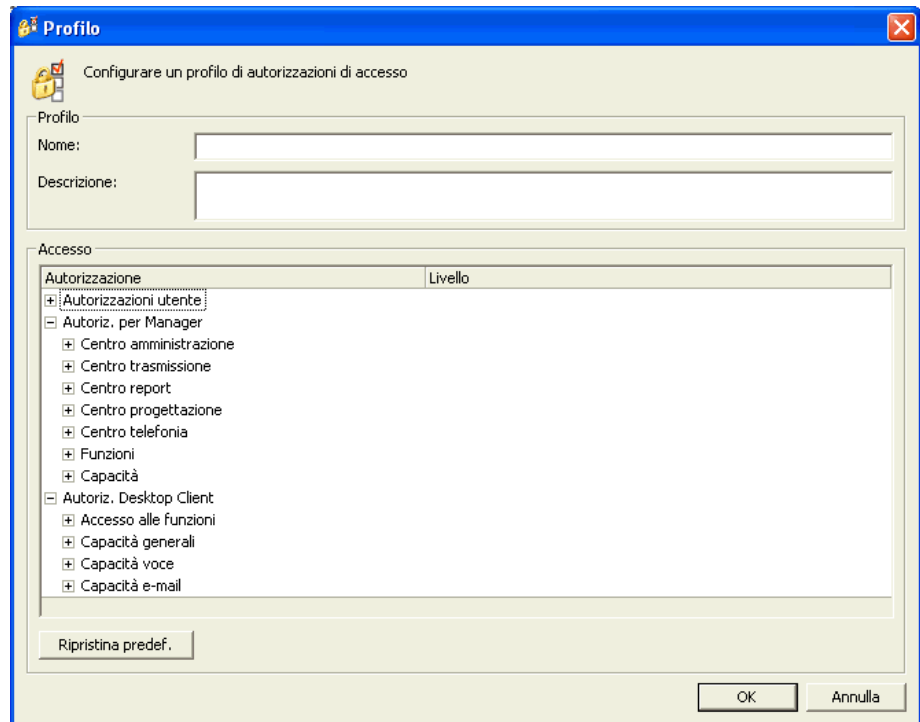 Profilo
Configurare un profilo di autorizzazioni di accesso
Profilo
Nome:
Descrizione:
Accesso
Autorizzazione Livello
Autorizzazioni utente
Autoriz. per Manager
Centro amministrazione
Centro trasmissione
Centro report
Centro progettazione
Centro telefonia
Funzioni
Capacità
Autoriz. Desktop Client
Accesso alle funzioni
Capacità generali
Capacità voce
Capacità e-mail
Ripristina predef.
OK Annulla